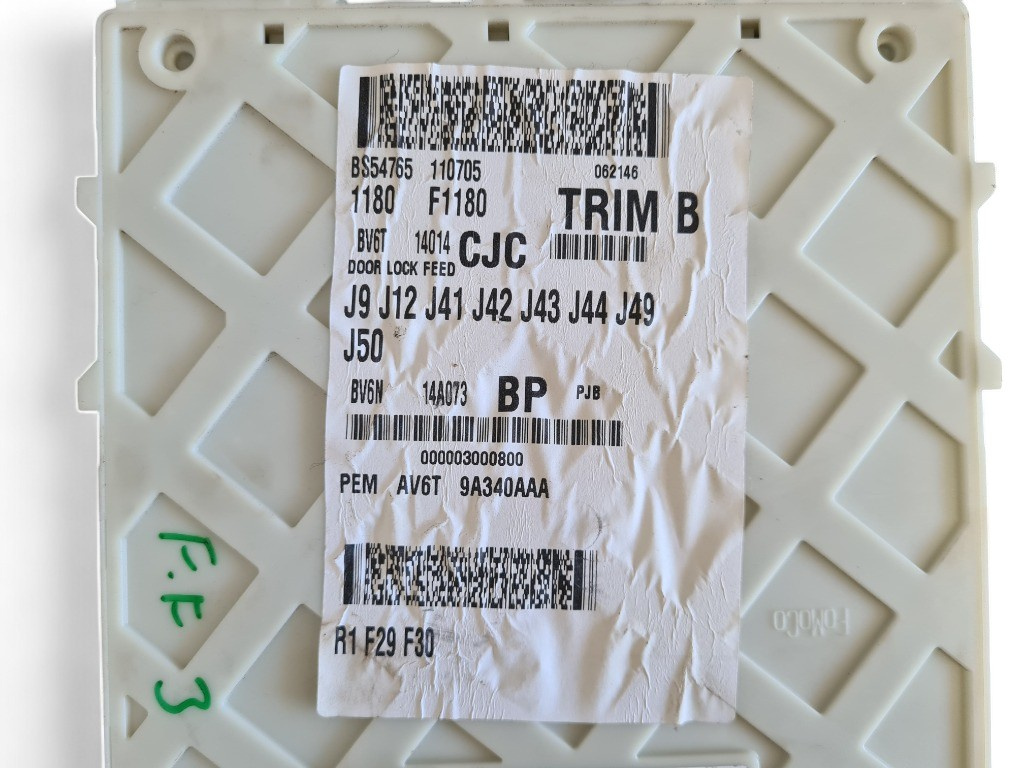 BS54765 110705 062146
1180 F1180 TRIM B
BV6T 14014 CJC
DOOR LOCK FEED
J9 J12 J41 J42 J43 J44 J49
J50
BV6N 14A073 BP PJB
000003000800
PEM AV6T 9A340AAA
R1 F29 F30
F.E
3
FoMoCo